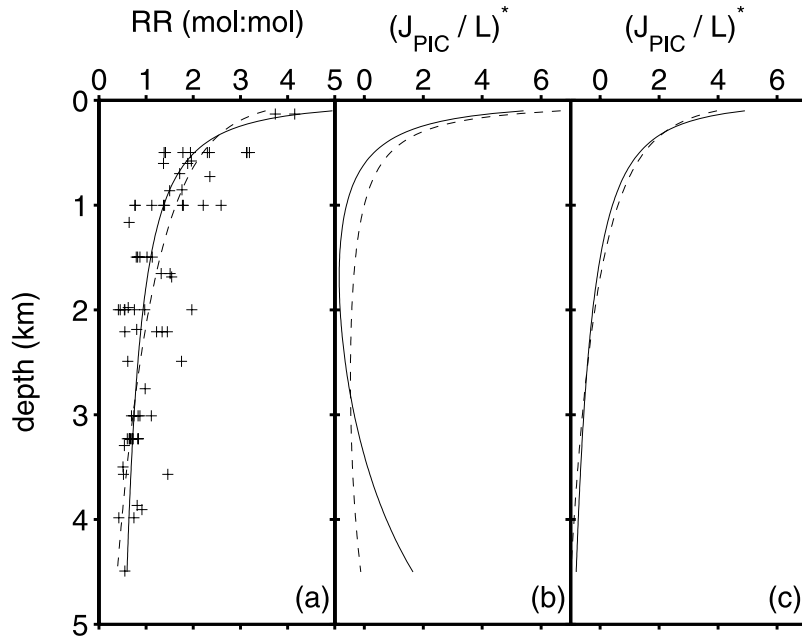 RR (mol:mol)
(J_PIC / L)*
(J_PIC / L)*
0 1 2 3 4 5
0 2 4 6
0 2 4 6
0
1
2
3
4
5
depth (km)
(a)
(b)
(c)